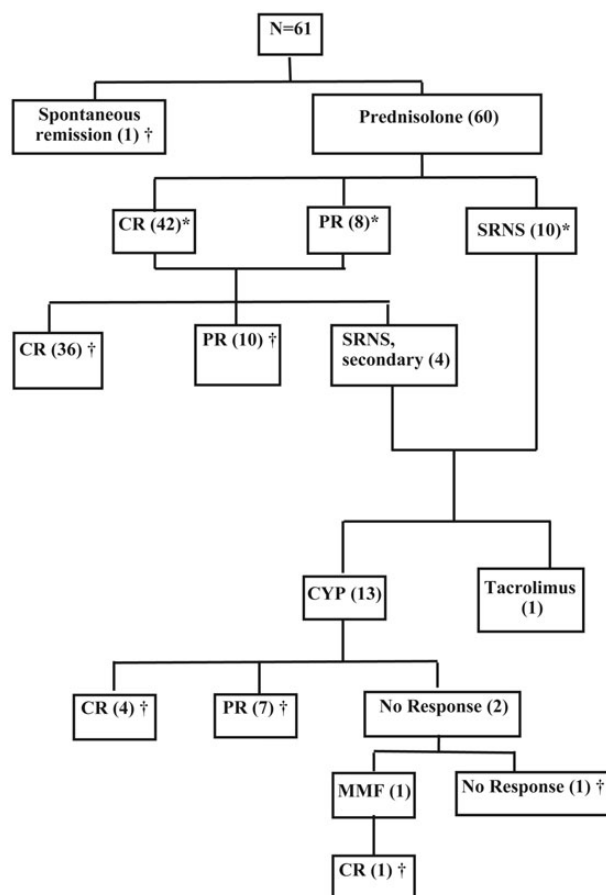 N=61
Spontaneous
remission (1) †
Prednisolone (60)
CR (42)*
PR (8)*
SRNS (10)*
CR (36) †
PR (10) †
SRNS,
secondary (4)
CYP (13)
Tacrolimus
(1)
CR (4) †
PR (7) †
No Response (2)
MMF (1)
No Response (1) †
CR (1) †